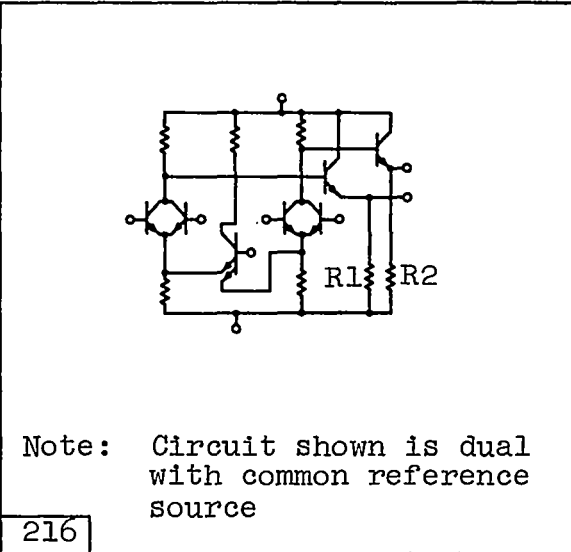 R1 R2
Note: Circuit shown is dual
with common reference
source
216